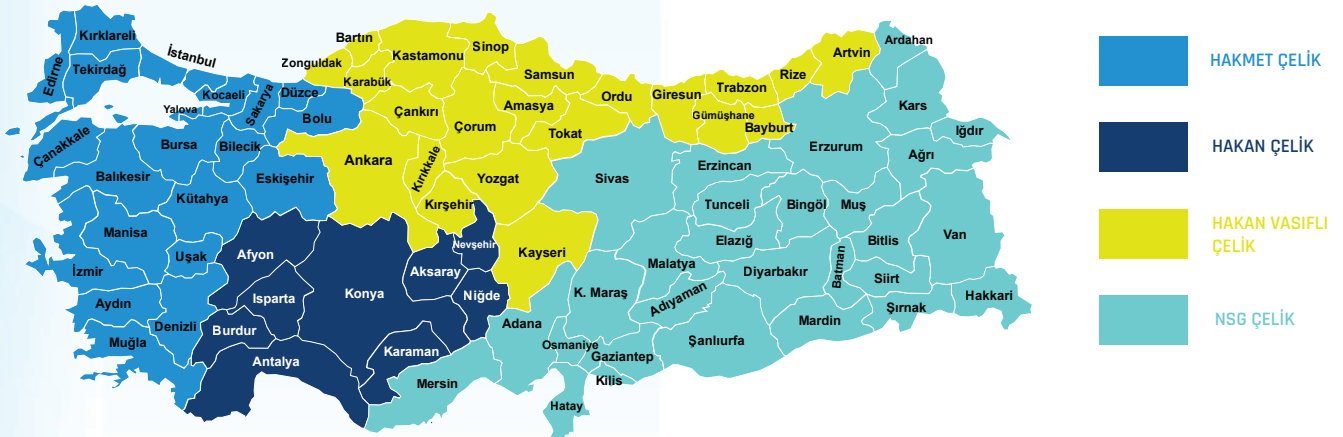 Kırklareli
Edirne
Tekirdağ
İstanbul
Kocaeli
Yalova
Sakarya
Düzce
Bolu
Çanakkale
Bursa
Bilecik
Balıkesir
Eskişehir
Kütahya
Manisa
Uşak
İzmir
Aydın
Denizli
Muğla
Afyon
Isparta
Burdur
Antalya
Konya
Karaman
Aksaray
Nevşehir
Niğde
Bartın
Zonguldak
Karabük
Kastamonu
Sinop
Çankırı
Samsun
Amasya
Çorum
Tokat
Ordu
Giresun
Trabzon
Gümüşhane
Rize
Bayburt
Artvin
Ankara
Kırıkkale
Yozgat
Kırşehir
Kayseri
Ardahan
Kars
Iğdır
Ağrı
Erzurum
Erzincan
Sivas
Tunceli
Bingöl
Muş
Elazığ
Bitlis
Van
Malatya
Diyarbakır
Batman
Siirt
Hakkari
Şırnak
K. Maraş
Adıyaman
Mardin
Şanlıurfa
Adana
Osmaniye
Gaziantep
Kilis
Mersin
Hatay
HAKMET ÇELİK
HAKAN ÇELİK
HAKAN VASIFLI
ÇELİK
NSG ÇELİK